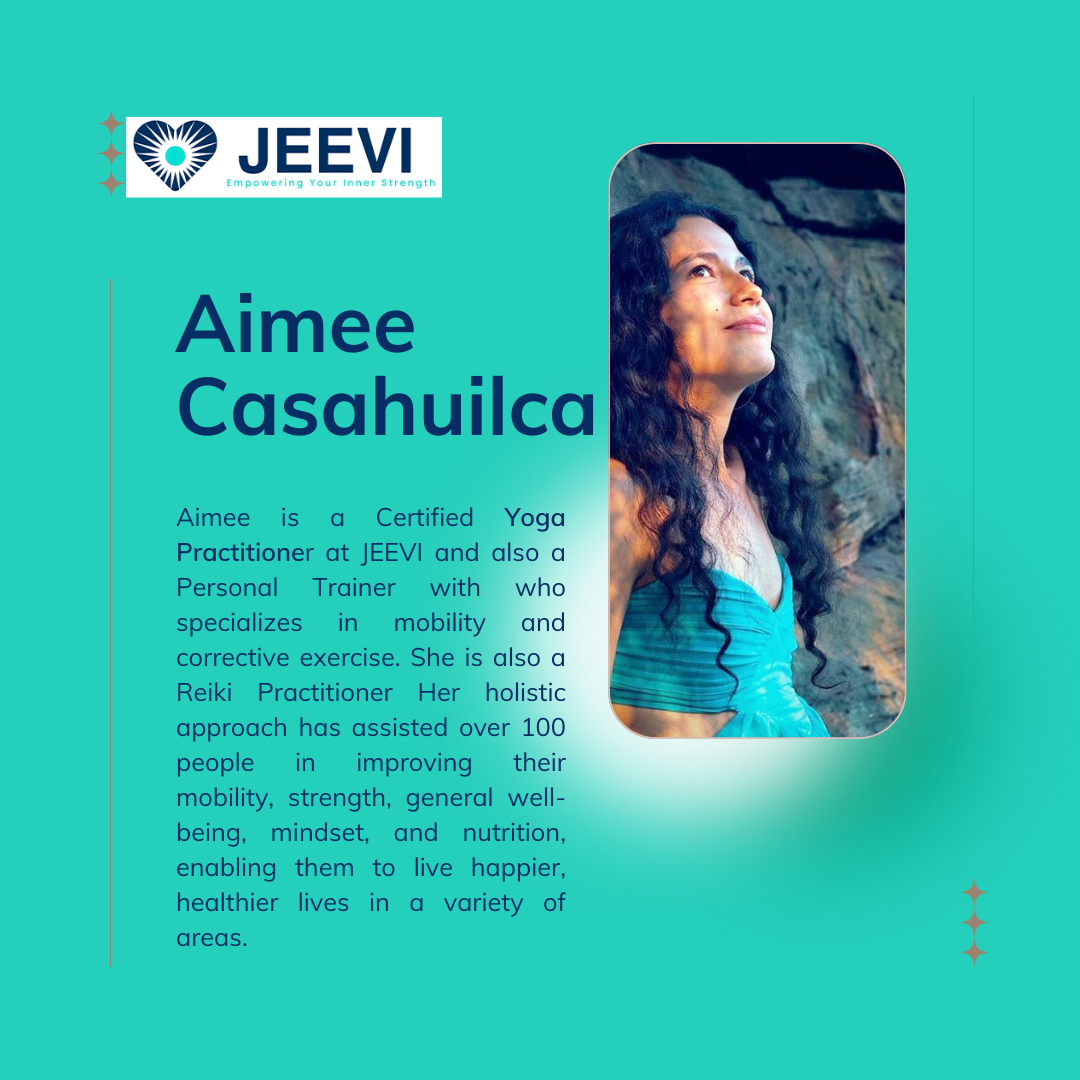 JEEVI
Empowering Your Inner Strength
Aimee
Casahuilca
Aimee is a Certified Yoga
Practitioner at JEEVI and also a
Personal Trainer with who
specializes in mobility and
corrective exercise. She is also a
Reiki Practitioner Her holistic
approach has assisted over 100
people in improving their
mobility, strength, general well-
being, mindset, and nutrition,
enabling them to live happier,
healthier lives in a variety of
areas.